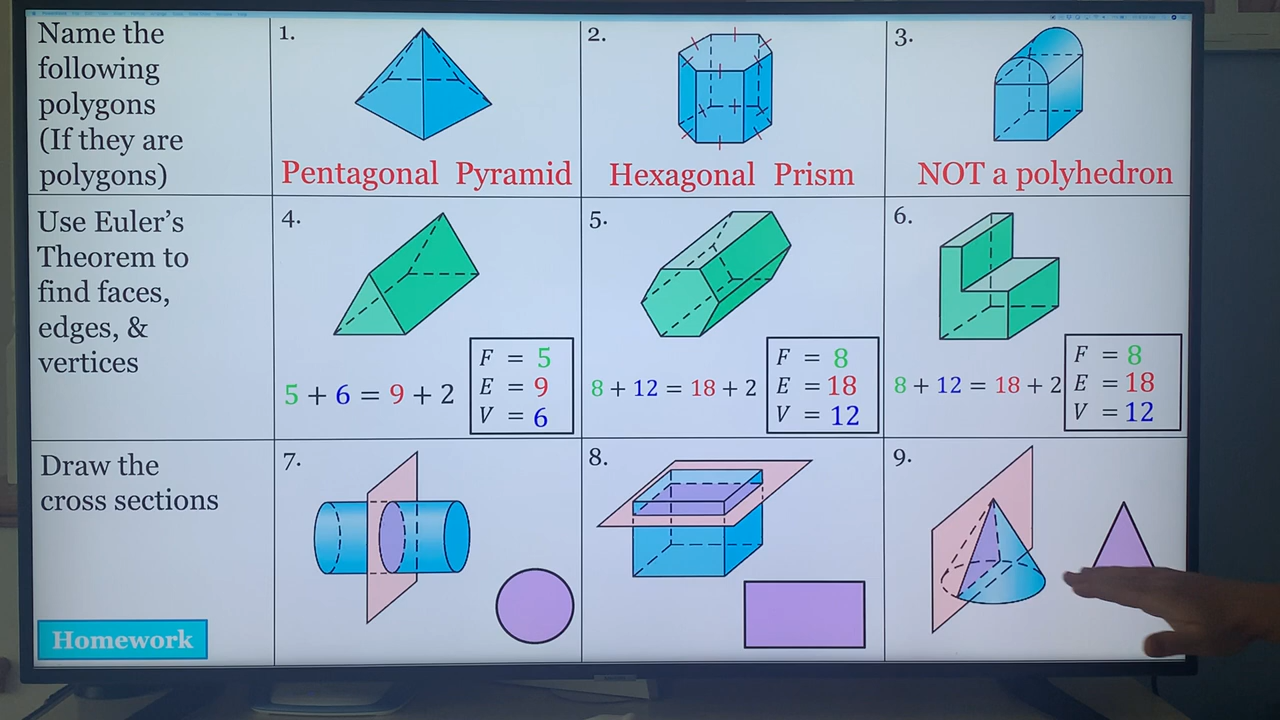 Name the
following
polygons
(If they are
polygons)
1.
Pentagonal Pyramid
2.
Hexagonal Prism
3.
NOT a polyhedron
Use Euler's
Theorem to
find faces,
edges, &
vertices
4.
5 + 6 = 9 + 2
F = 5
E = 9
V = 6
5.
8 + 12 = 18 + 2
F = 8
E = 18
V = 12
6.
8 + 12 = 18 + 2
F = 8
E = 18
V = 12
Draw the
cross sections
7.
8.
9.
Homework